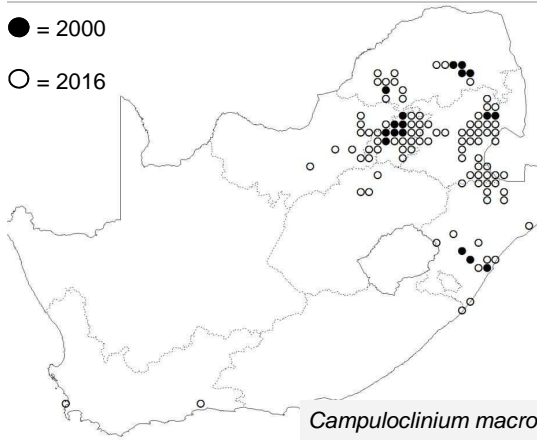 ● = 2000
○ = 2016
Campuloclinium macro